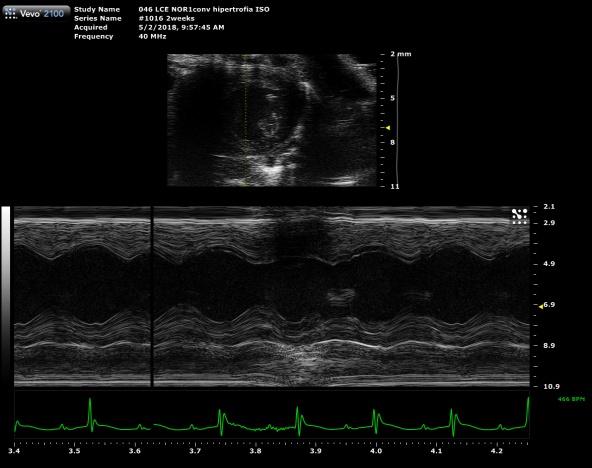 Vevo 2100
Study Name 046 LCE NOR1conv hipertrofia ISO
Series Name #1016 2weeks
Acquired 5/2/2018, 9:57:45 AM
Frequency 40 MHz
2 mm
5
8
11
2.1
2.9
4.9
6.9
8.9
10.9
466 BPM
3.4 3.5 3.6 3.7 3.8 3.9 4.0 4.1 4.2